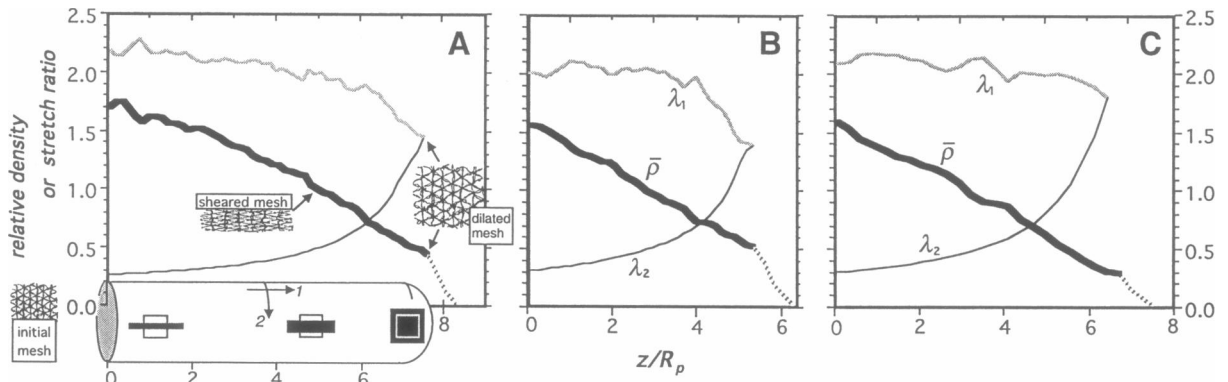 2.5
2.0
1.5
1.0
0.5
0.0
relative density
or stretch ratio
A
sheared mesh
dilated
mesh
initial
mesh
1
2
0 2 4 6 8
B
λ1
ρ̄
λ2
0 2 4 6
z/Rp
C
λ1
ρ̄
λ2
0 2 4 6
2.5
2.0
1.5
1.0
0.5
0.0